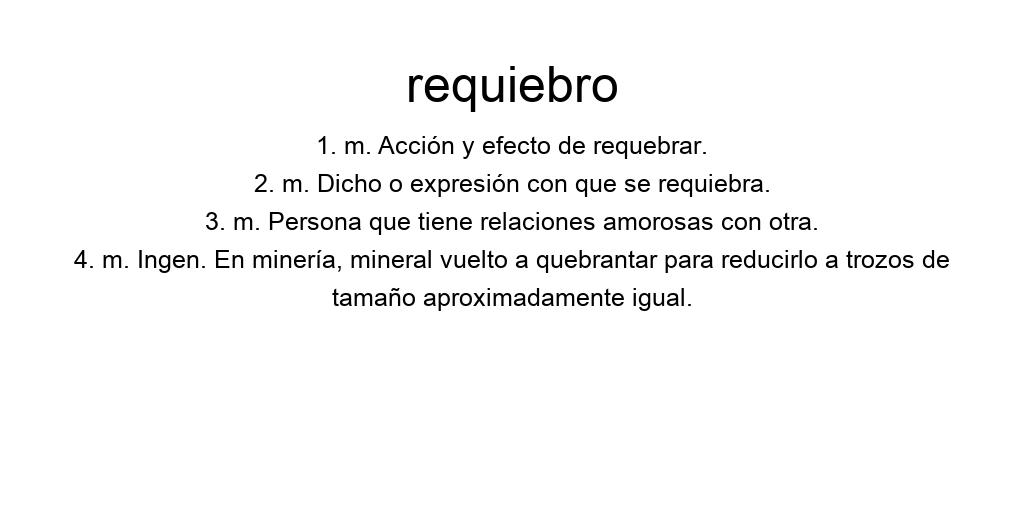 requiebro
1. m. Acción y efecto de requebrar.
2. m. Dicho o expresión con que se requiebra.
3. m. Persona que tiene relaciones amorosas con otra.
4. m. Ingen. En minería, mineral vuelto a quebrantar para reducirlo a trozos de
tamaño aproximadamente igual.